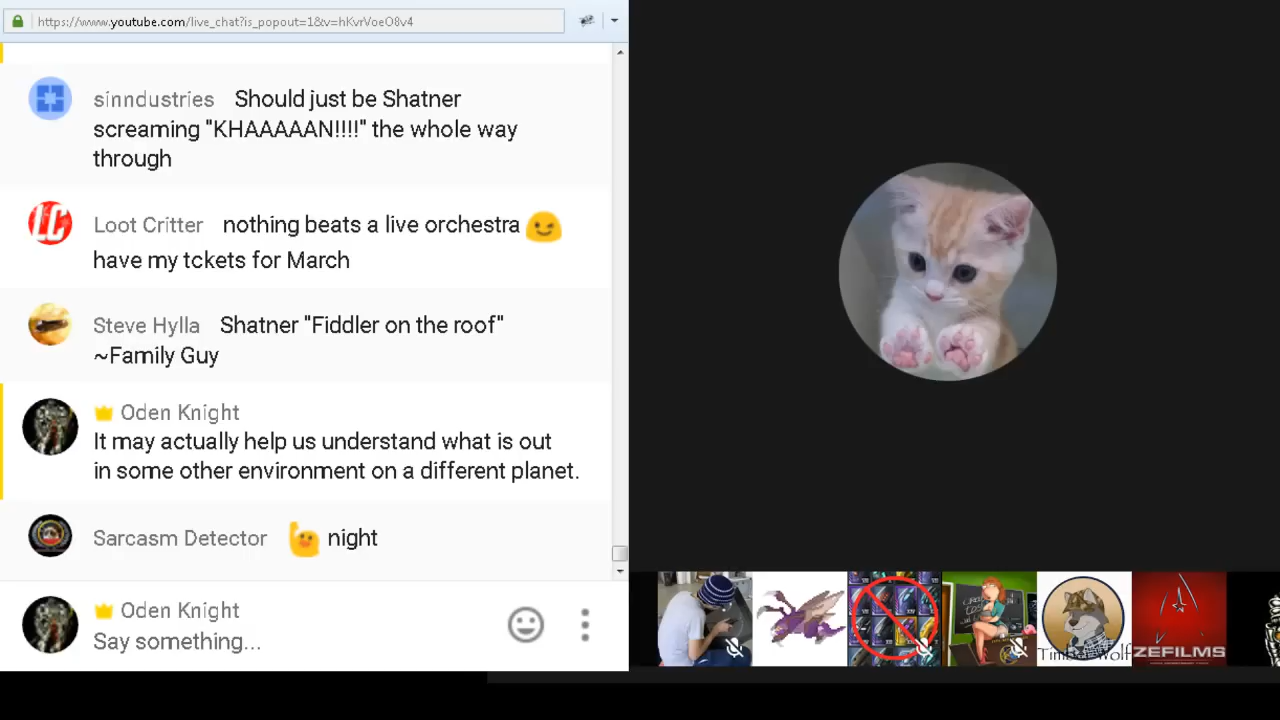 https://www.youtube.com/live_chat?is_popout=1&v=hKvrVoeO8v4
sinndustries Should just be Shatner
screaming "KHAAAAAN!!!!" the whole way
through
LC
Loot Critter nothing beats a live orchestra
have my tckets for March
Steve Hylla Shatner "Fiddler on the roof"
~Family Guy
Oden Knight
It may actually help us understand what is out
in some other environment on a different planet.
Sarcasm Detector night
Oden Knight
Say something...
ZEFILMS